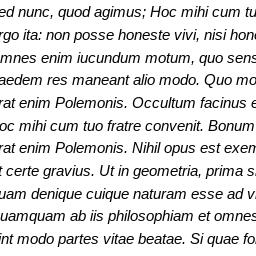 ed nunc, quod agimus; Hoc mihi cum tu
rgo ita: non posse honeste vivi, nisi hon
mnes enim iucundum motum, quo sens
aedem res maneant alio modo. Quo mo
rat enim Polemonis. Occultum facinus e
oc mihi cum tuo fratre convenit. Bonum
rat enim Polemonis. Nihil opus est exem
t certe gravius. Ut in geometria, prima s
uam denique cuique naturam esse ad v
uamquam ab iis philosophiam et omnes
int modo partes vitae beatae. Si quae fo